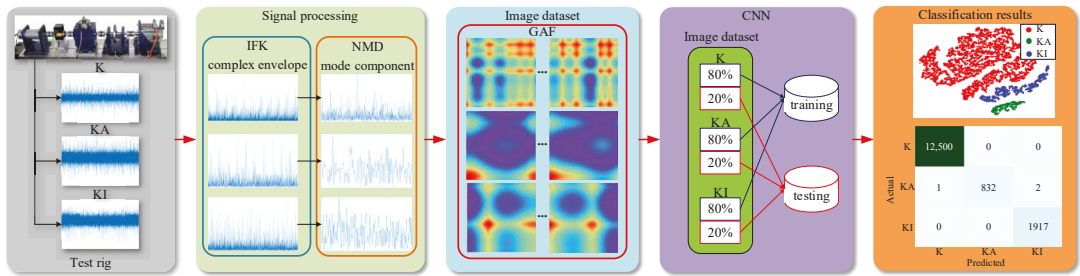 Signal processing
Image dataset
CNN
Classification results
K
KA
KI
Test rig
IFK
complex envelope
NMD
mode component
GAF
...
...
...
Image dataset
K
80%
20%
KA
80%
20%
KI
80%
20%
training
testing
K
KA
KI
Actual
K
12,500
0
0
KA
1
832
2
KI
0
0
1917
K
KA
KI
Predicted